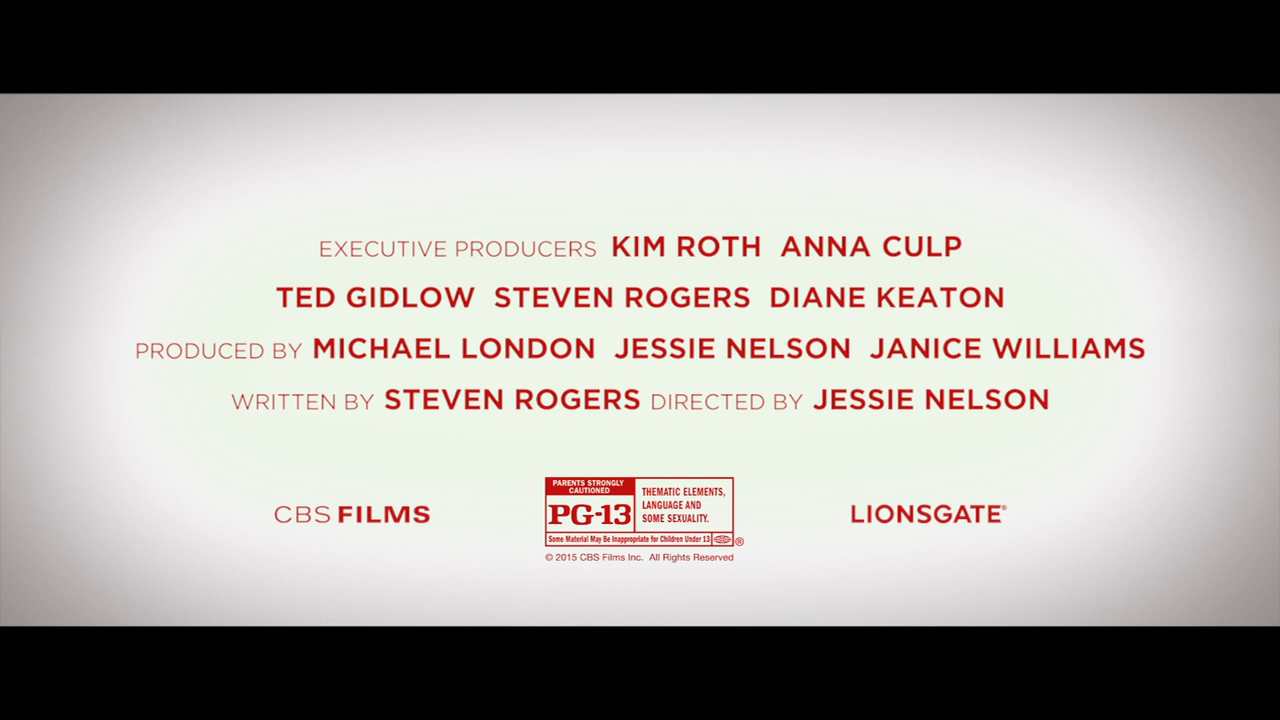 EXECUTIVE PRODUCERS KIM ROTH ANNA CULP
TED GIDLOW STEVEN ROGERS DIANE KEATON
PRODUCED BY MICHAEL LONDON JESSIE NELSON JANICE WILLIAMS
WRITTEN BY STEVEN ROGERS DIRECTED BY JESSIE NELSON
CBS FILMS
PARENTS STRONGLY
CAUTIONED
PG-13
THEMATIC ELEMENTS,
LANGUAGE AND
SOME SEXUALITY.
Some Material May Be Inappropriate for Children Under 13
®
© 2015 CBS Films Inc. All Rights Reserved
LIONSGATE®